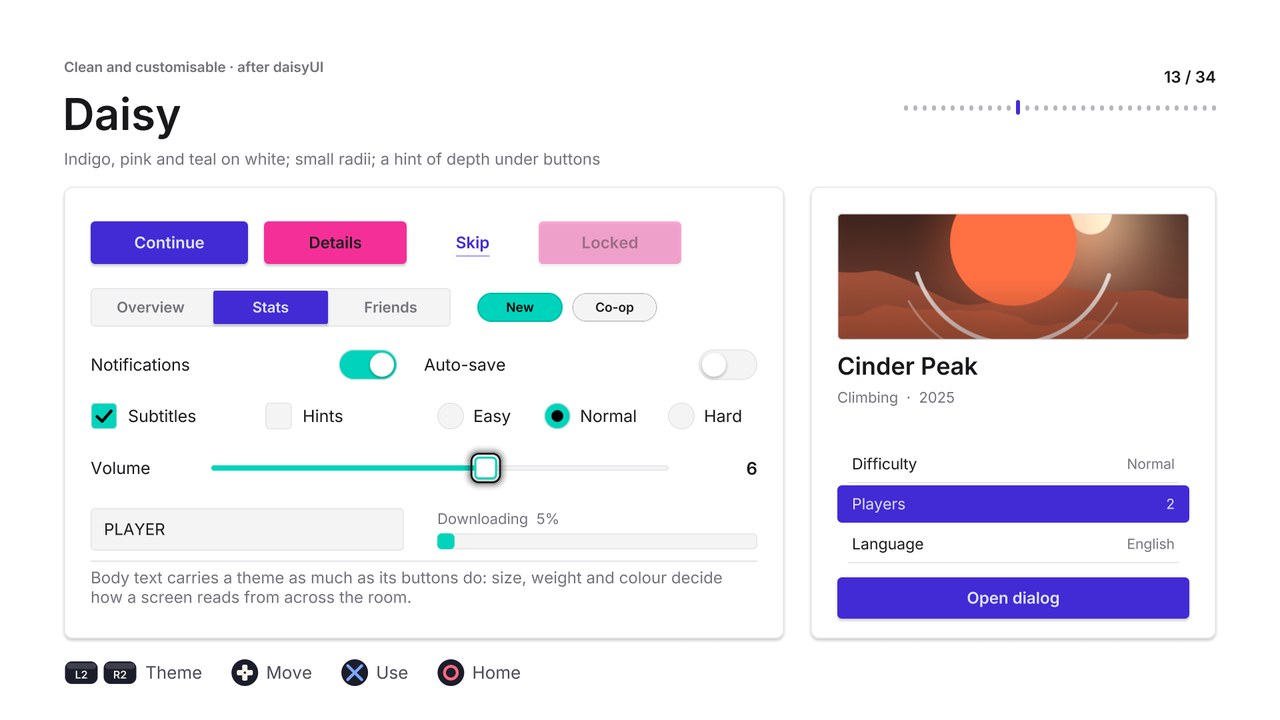 Clean and customisable · after daisyUI
13 / 34
Daisy
Indigo, pink and teal on white; small radii; a hint of depth under buttons
Continue
Details
Skip
Locked
Overview
Stats
Friends
New
Co-op
Notifications
Auto-save
Subtitles
Hints
Easy
Normal
Hard
Volume
6
PLAYER
Downloading 5%
Body text carries a theme as much as its buttons do: size, weight and colour decide
how a screen reads from across the room.
Cinder Peak
Climbing · 2025
Difficulty
Normal
Players
2
Language
English
Open dialog
L2
R2
Theme
Move
Use
Home